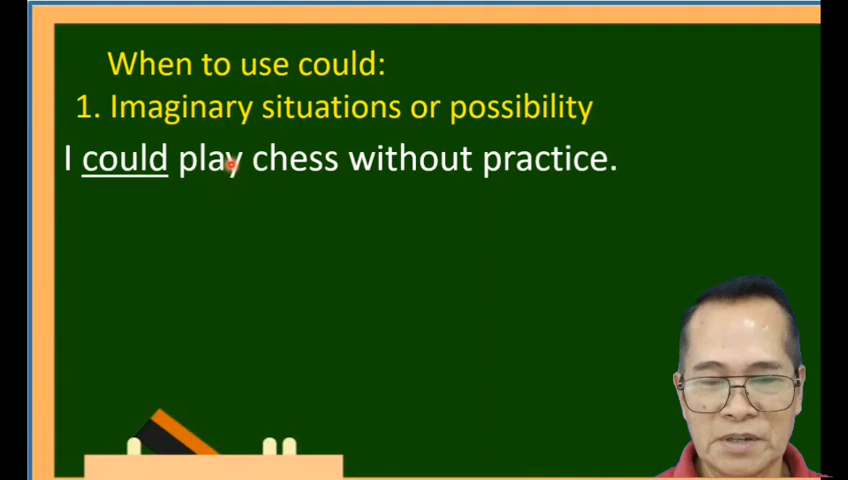 When to use could:
1. Imaginary situations or possibility
I could play chess without practice.